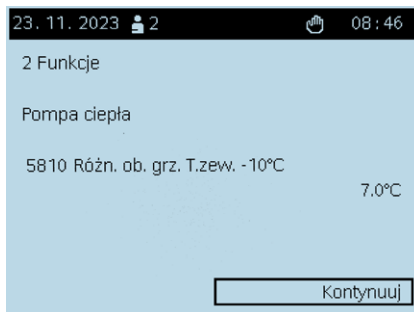 23. 11. 2023 2 08:46
2 Funkcje
Pompa ciepła
5810 Różn. ob. grz. T.zew. -10°C
7.0°C
Kontynuuj